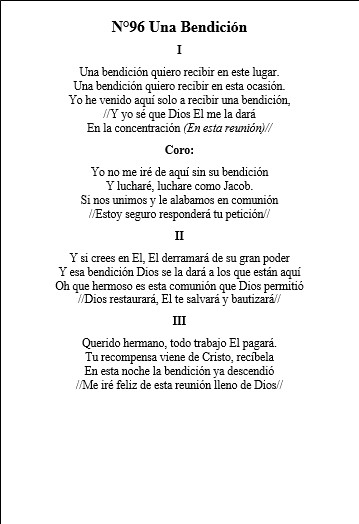 N°96 Una Bendición
I
Una bendición quiero recibir en este lugar.
Una bendición quiero recibir en esta ocasión.
Yo he venido aquí solo a recibir una bendición,
//Y yo sé que Dios El me la dará
En la concentración (En esta reunión)//
Coro:
Yo no me iré de aquí sin su bendición
Y lucharé, luchare como Jacob.
Si nos unimos y le alabamos en comunión
//Estoy seguro responderá tu petición//
II
Y si crees en El, El derramará de su gran poder
Y esa bendición Dios se la dará a los que están aquí
Oh que hermoso es esta comunión que Dios permitió
//Dios restaurará, El te salvará y bautizará//
III
Querido hermano, todo trabajo El pagará.
Tu recompensa viene de Cristo, recíbela
En esta noche la bendición ya descendió
//Me iré feliz de esta reunión lleno de Dios//